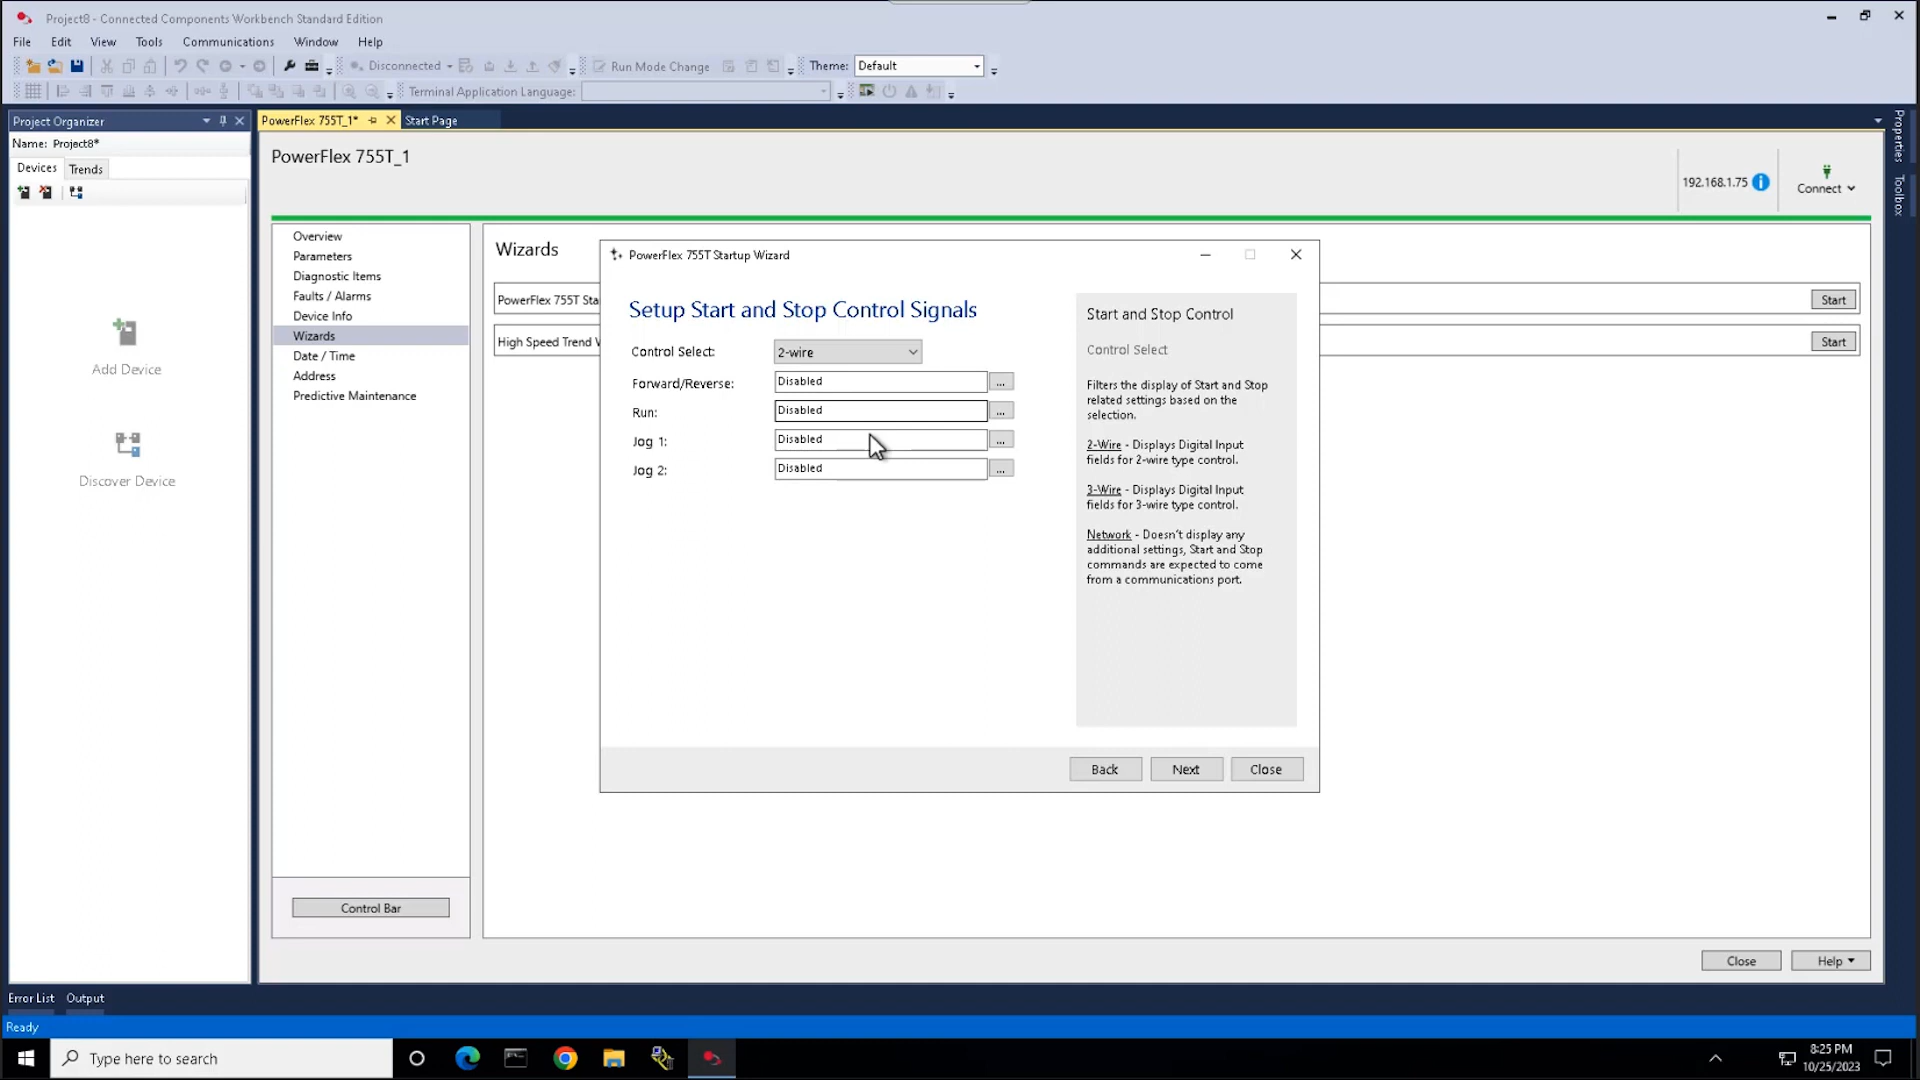 Project8 - Connected Components Workbench Standard Edition
File Edit View Tools Communications Window Help
Disconnected Run Mode Change Theme: Default
Terminal Application Language:
Project Organizer
PowerFlex 755T_1* Start Page
Properties
Toolbox
Name: Project8*
Devices Trends
PowerFlex 755T_1
192.168.1.75
Connect
Add Device
Discover Device
Overview
Parameters
Diagnostic Items
Faults / Alarms
Device Info
Wizards
Date / Time
Address
Predictive Maintenance
Control Bar
Wizards
PowerFlex 755T Sta
Start
High Speed Trend W
Start
PowerFlex 755T Startup Wizard
Setup Start and Stop Control Signals
Control Select: 2-wire
Forward/Reverse: Disabled ...
Run: Disabled ...
Jog 1: Disabled ...
Jog 2: Disabled ...
Start and Stop Control
Control Select
Filters the display of Start and Stop
related settings based on the
selection.
2-Wire - Displays Digital Input
fields for 2-wire type control.
3-Wire - Displays Digital Input
fields for 3-wire type control.
Network - Doesn't display any
additional settings, Start and Stop
commands are expected to come
from a communications port.
Back Next Close
Close Help
Error List Output
Ready
Type here to search
8:25 PM
10/25/2023